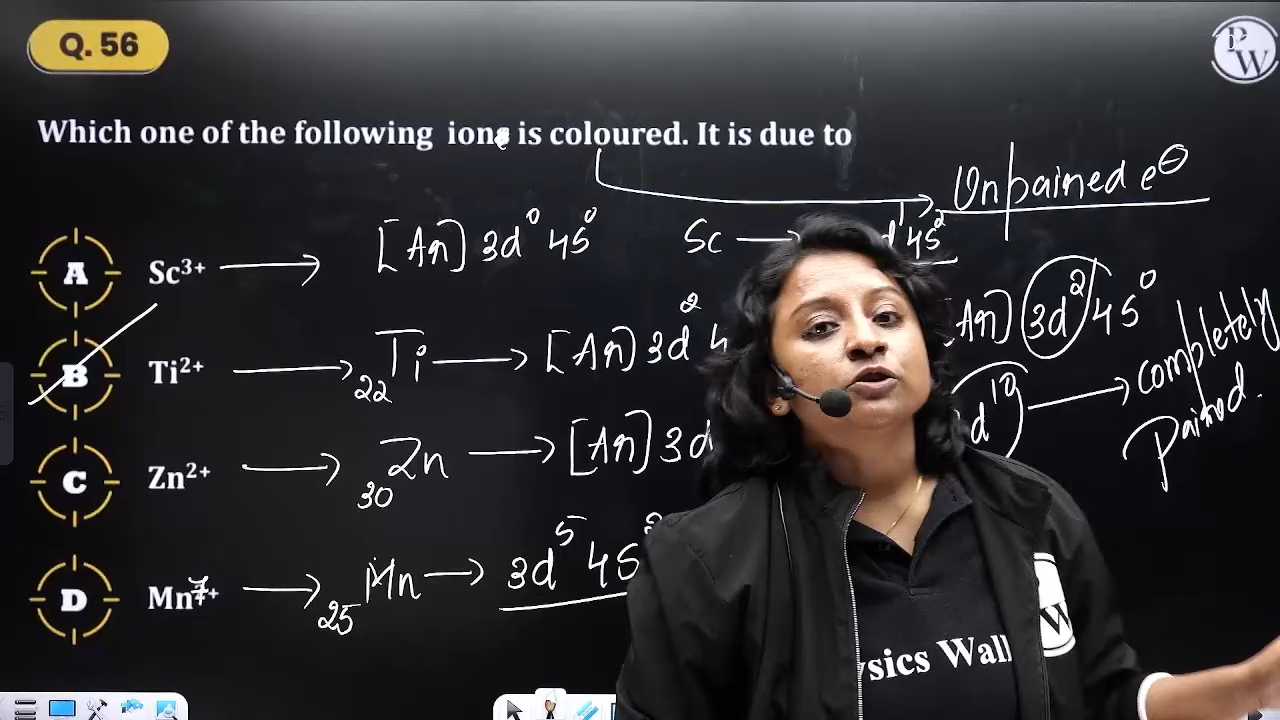 Q. 56
PW
Which one of the following ion is coloured. It is due to
Unpaired e⊖
A Sc³⁺ → [Ar] 3d⁰ 4s⁰ Sc → d¹ 4s²
B Ti²⁺ → ₂₂Ti → [Ar] 3d² 4 [Ar] 3d² 4s⁰
C Zn²⁺ → ₃₀Zn → [Ar] 3d d¹⁰ → completely
Paired.
D Mn⁷⁺ → ₂₅Mn → 3d⁵ 4s²
ysics Wall
W